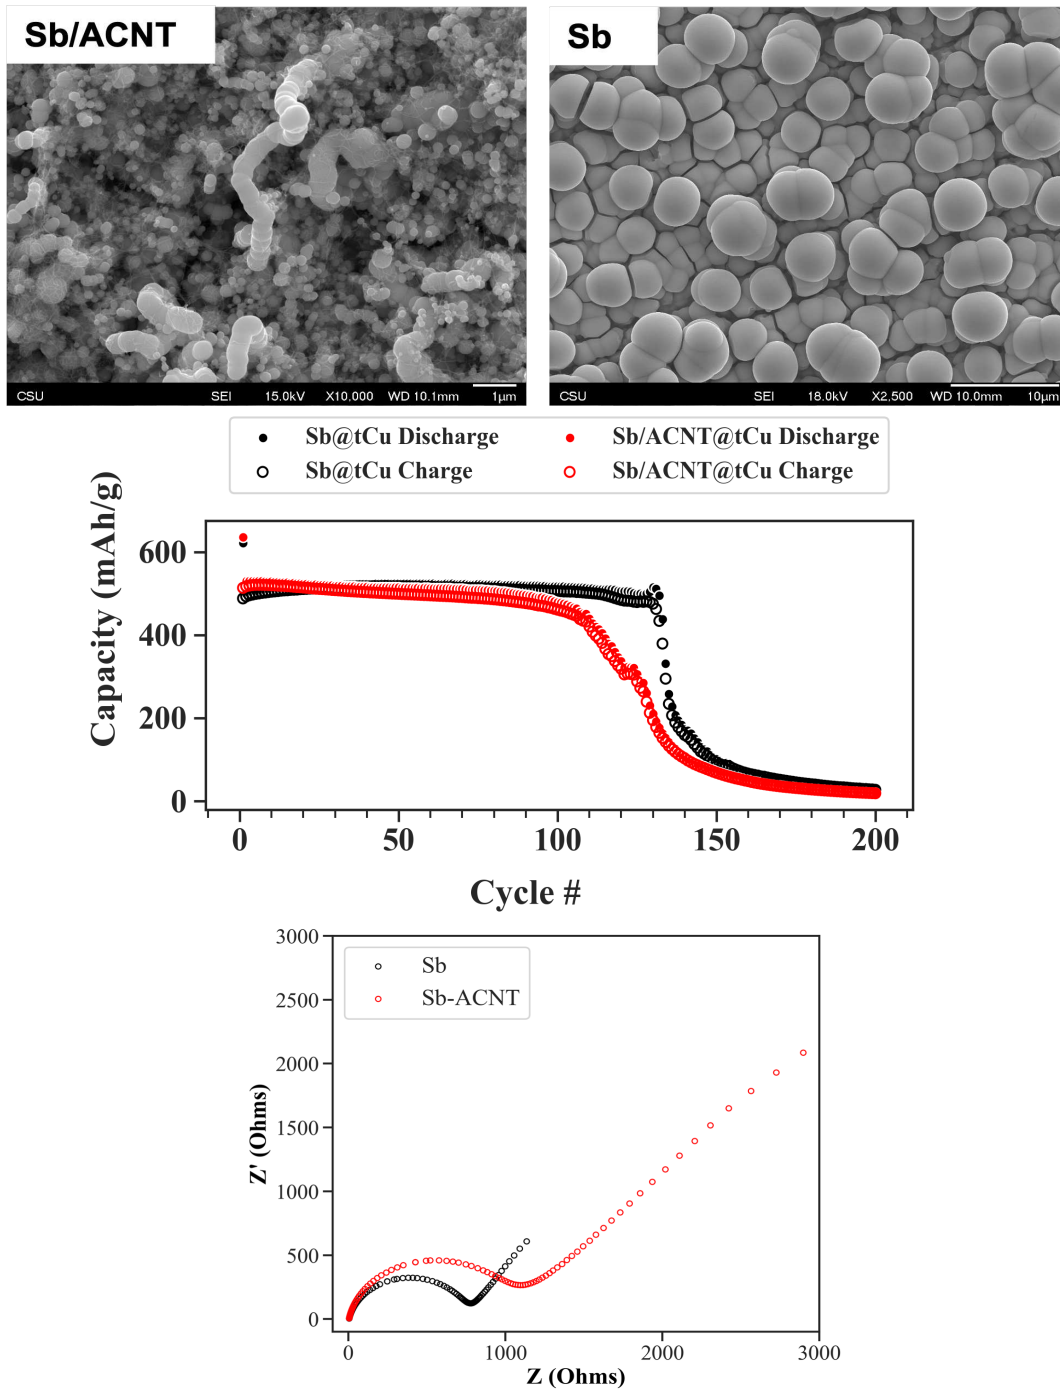 Sb/ACNT
CSU SEI 15.0kV X10,000 WD 10.1mm 1µm
Sb
CSU SEI 18.0kV X2,500 WD 10.0mm 10µm
Sb@tCu Discharge
Sb/ACNT@tCu Discharge
Sb@tCu Charge
Sb/ACNT@tCu Charge
Capacity (mAh/g)
600
400
200
0
0 50 100 150 200
Cycle #
3000
2500
2000
1500
1000
500
0
Sb
Sb-ACNT
Z' (Ohms)
0 1000 2000 3000
Z (Ohms)